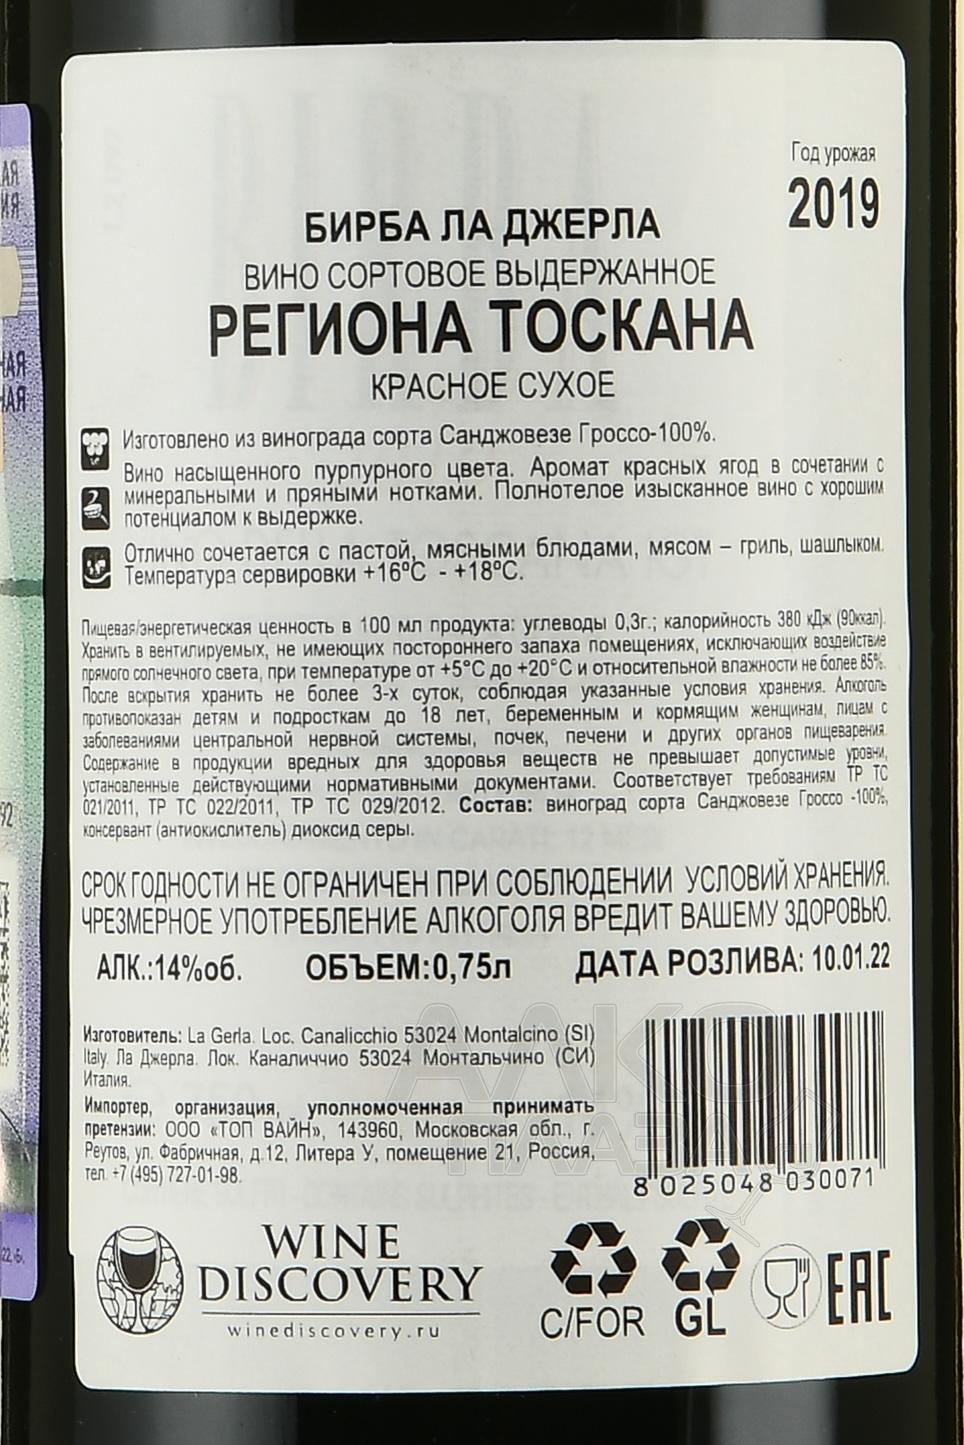 Год урожая
2019
БИРБА ЛА ДЖЕРЛА
ВИНО СОРТОВОЕ ВЫДЕРЖАННОЕ
РЕГИОНА ТОСКАНА
КРАСНОЕ СУХОЕ
Изготовлено из винограда сорта Санджовезе Гроссо-100%.
Вино насыщенного пурпурного цвета. Аромат красных ягод в сочетании с
минеральными и пряными нотками. Полнотелое изысканное вино с хорошим
потенциалом к выдержке.
Отлично сочетается с пастой, мясными блюдами, мясом – гриль, шашлыком.
Температура сервировки +16ºС - +18ºС.
Пищевая/энергетическая ценность в 100 мл продукта: углеводы 0,3г.; калорийность 380 кДж (90ккал).
Хранить в вентилируемых, не имеющих постороннего запаха помещениях, исключающих воздействие
прямого солнечного света, при температуре от +5°С до +20°С и относительной влажности не более 85%.
После вскрытия хранить не более 3-х суток, соблюдая указанные условия хранения. Алкоголь
противопоказан детям и подросткам до 18 лет, беременным и кормящим женщинам, лицам с
заболеваниями центральной нервной системы, почек, печени и других органов пищеварения.
Содержание в продукции вредных для здоровья веществ не превышает допустимые уровни,
установленные действующими нормативными документами. Соответствует требованиям ТР ТС
021/2011, ТР ТС 022/2011, ТР ТС 029/2012. Состав: виноград сорта Санджовезе Гроссо -100%,
консервант (антиокислитель) диоксид серы.
СРОК ГОДНОСТИ НЕ ОГРАНИЧЕН ПРИ СОБЛЮДЕНИИ УСЛОВИЙ ХРАНЕНИЯ.
ЧРЕЗМЕРНОЕ УПОТРЕБЛЕНИЕ АЛКОГОЛЯ ВРЕДИТ ВАШЕМУ ЗДОРОВЬЮ.
АЛК.:14%об. ОБЪЕМ:0,75л ДАТА РОЗЛИВА: 10.01.22
Изготовитель: La Gerla. Loc. Canalicchio 53024 Montalcino (SI)
Italy. Ла Джерла. Лок. Каналиччио 53024 Монтальчино (СИ)
Италия.
Импортер, организация, уполномоченная принимать
претензии: ООО «ТОП ВАЙН», 143960, Московская обл., г.
Реутов, ул. Фабричная, д.12, Литера У, помещение 21, Россия,
тел. +7 (495) 727-01-98.
8 025048 030071
WINE
DISCOVERY
winediscovery.ru
C/FOR
GL
EAC
АЛКО
ПЛАЗА